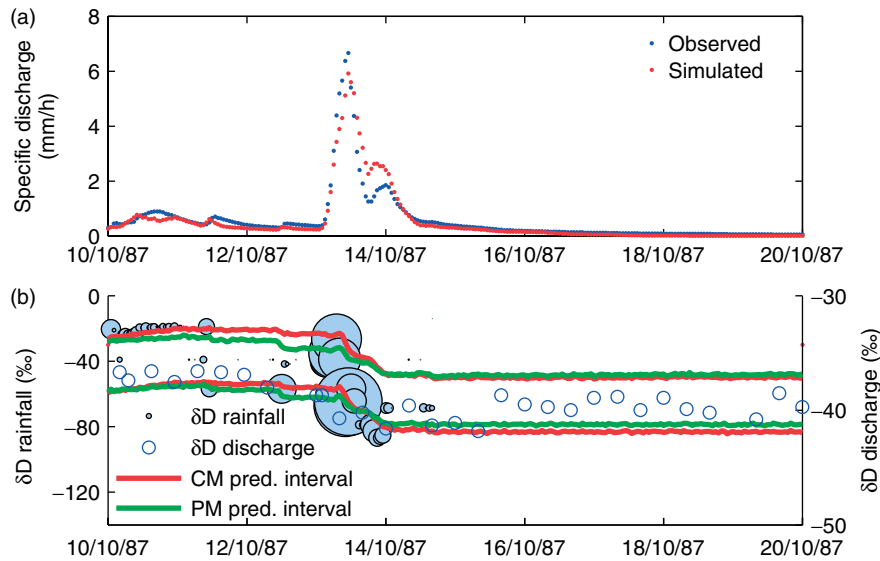 (a)
8
6
4
2
0
Specific discharge
(mm/h)
Observed
Simulated
10/10/87 12/10/87 14/10/87 16/10/87 18/10/87 20/10/87
(b)
0
−40
−80
−120
δD rainfall (‰)
−30
−40
−50
δD discharge (‰)
δD rainfall
δD discharge
CM pred. interval
PM pred. interval
10/10/87 12/10/87 14/10/87 16/10/87 18/10/87 20/10/87